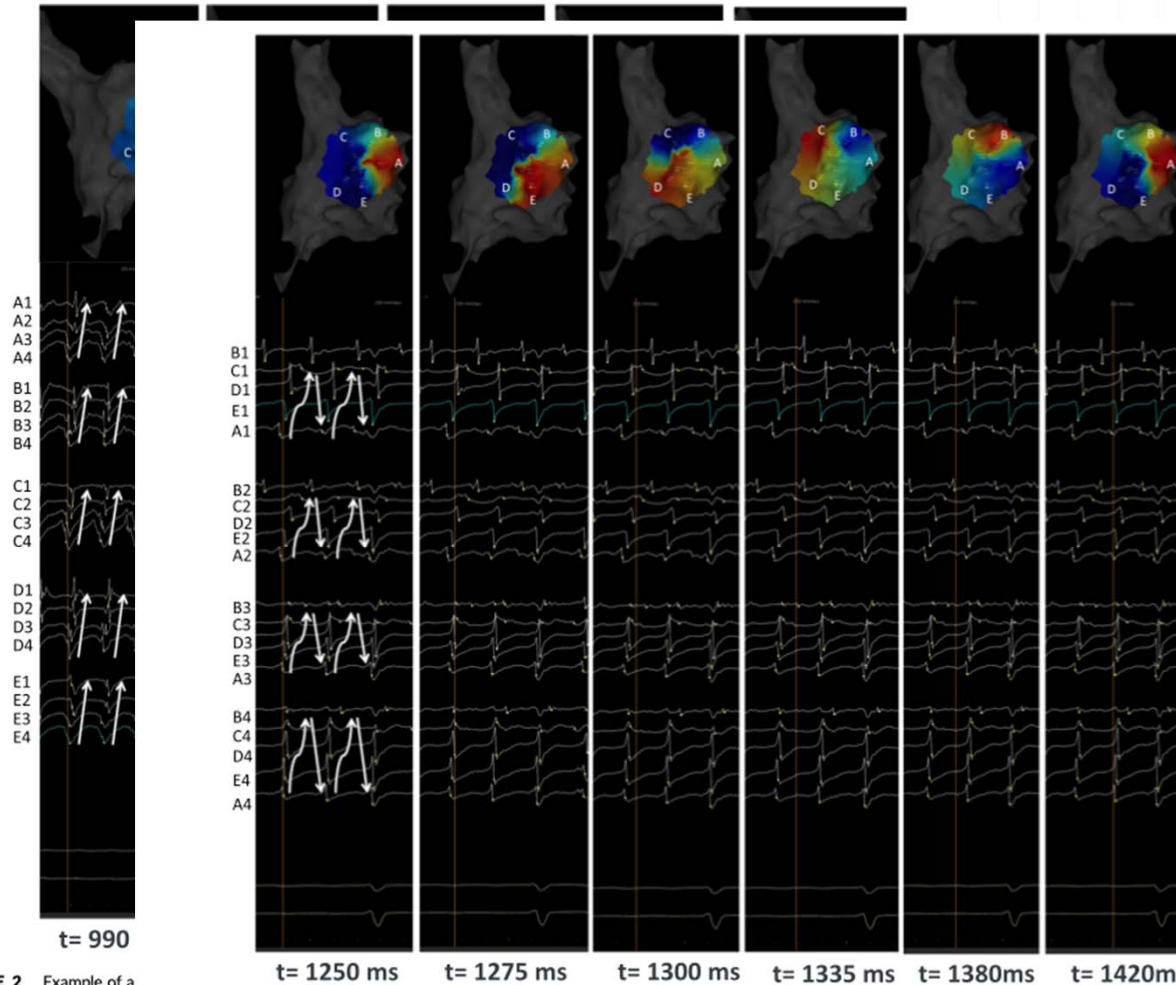 C
A1
A2
A3
A4
B1
B2
B3
B4
C1
C2
C3
C4
D1
D2
D3
D4
E1
E2
E3
E4
t= 990
E 2 Example of a
C B A D E
C B A D E
C B A D E
C B A D E
C B A D E
C B A D E
B1
C1
D1
E1
A1
B2
C2
D2
E2
A2
B3
C3
D3
E3
A3
B4
C4
D4
E4
A4
t= 1250 ms
t= 1275 ms
t= 1300 ms
t= 1335 ms
t= 1380ms
t= 1420m